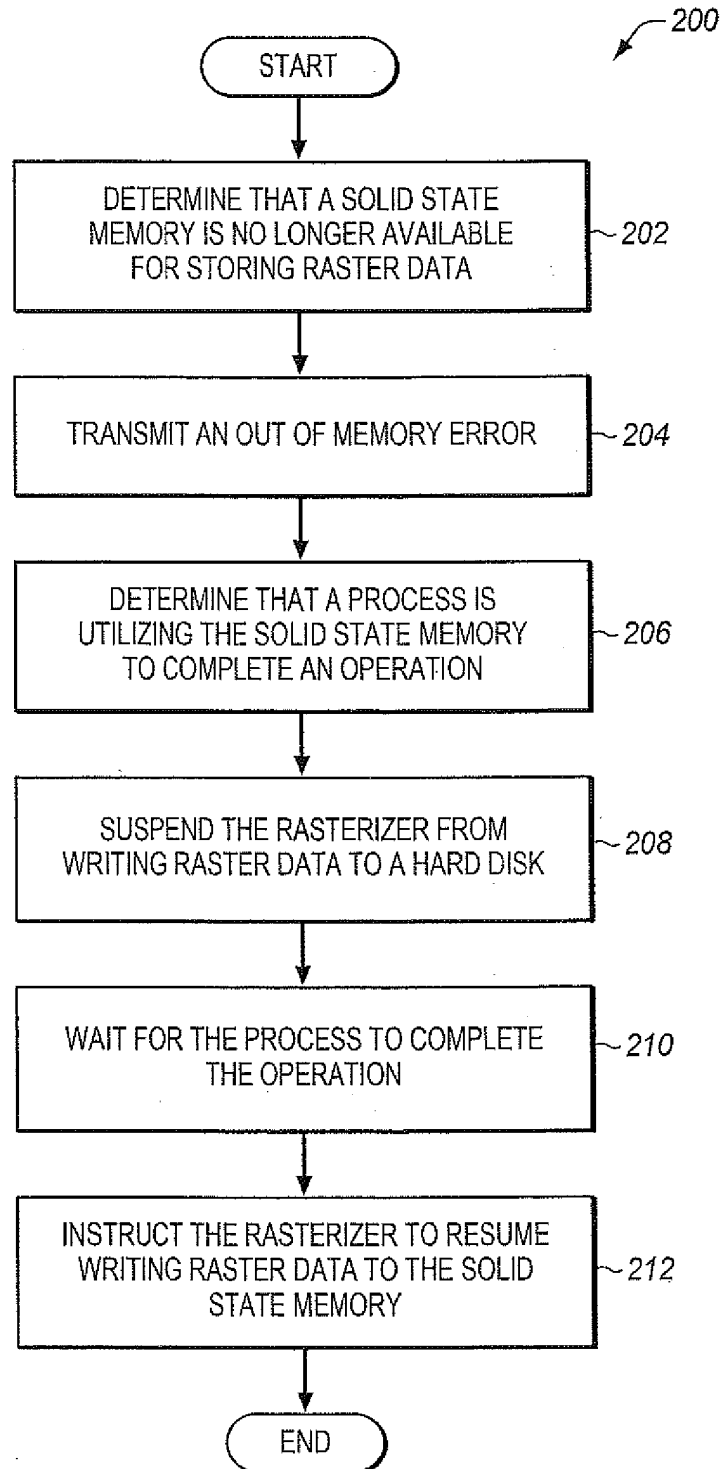 200
START
DETERMINE THAT A SOLID STATE
MEMORY IS NO LONGER AVAILABLE
FOR STORING RASTER DATA
202
TRANSMIT AN OUT OF MEMORY ERROR
204
DETERMINE THAT A PROCESS IS
UTILIZING THE SOLID STATE MEMORY
TO COMPLETE AN OPERATION
206
SUSPEND THE RASTERIZER FROM
WRITING RASTER DATA TO A HARD DISK
208
WAIT FOR THE PROCESS TO COMPLETE
THE OPERATION
210
INSTRUCT THE RASTERIZER TO RESUME
WRITING RASTER DATA TO THE SOLID
STATE MEMORY
212
END